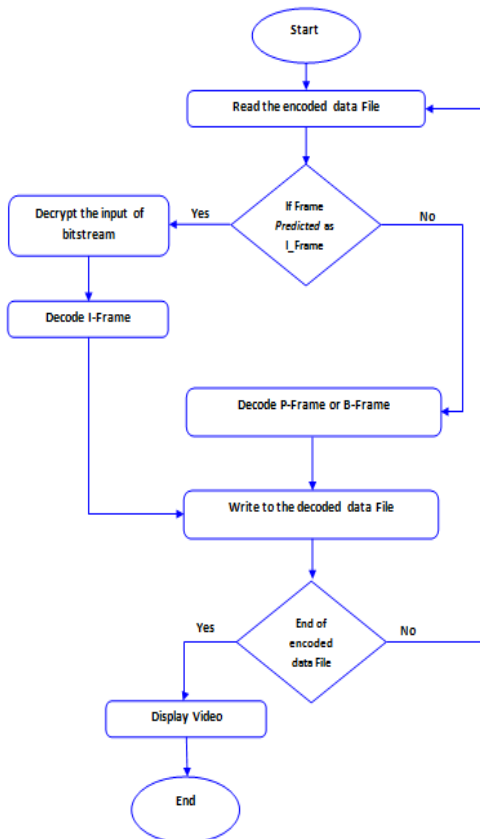 Start
Read the encoded data File
If Frame
Predicted as
I_Frame
Yes
No
Decrypt the input of
bitstream
Decode I-Frame
Decode P-Frame or B-Frame
Write to the decoded data File
End of
encoded
data File
Yes
No
Display Video
End